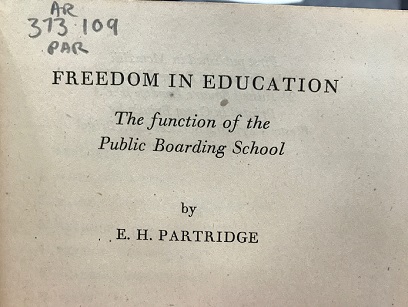 AR
373.109
PAR
FREEDOM IN EDUCATION
The function of the
Public Boarding School
by
E. H. PARTRIDGE